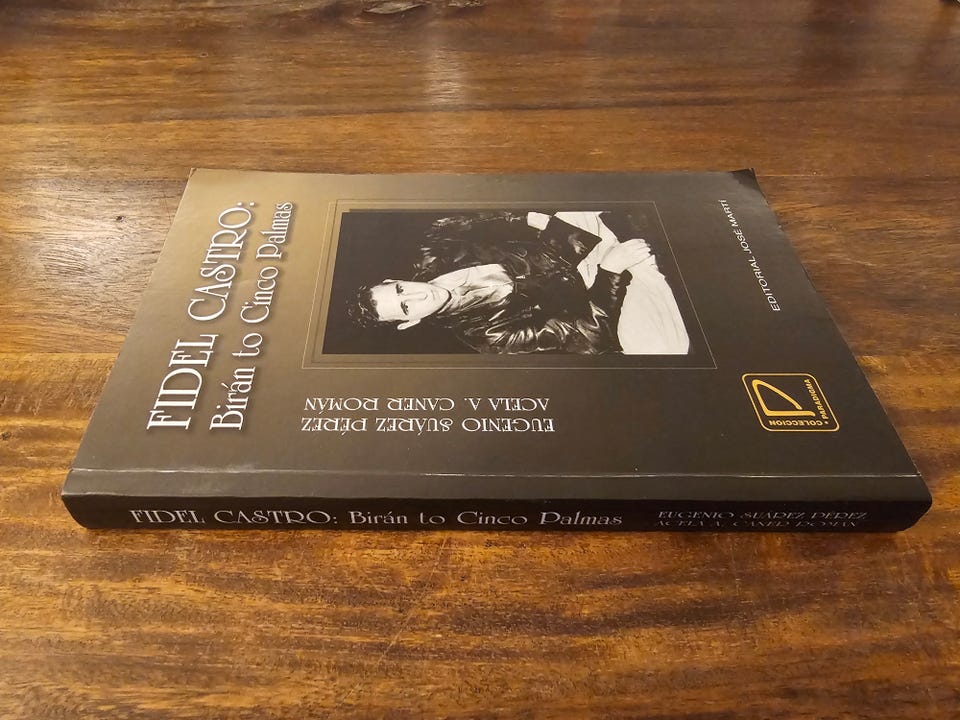 FIDEL CASTRO:
Birán to Cinco Palmas
EUGENIO SUÁREZ PÉREZ
ACELA A. CANER ROMÁN
EDITORIAL JOSÉ MARTÍ
COLECCION
PARADIGMA
FIDEL CASTRO: Birán to Cinco Palmas
EUGENIO SUÁREZ PÉREZ
ACELA A. CANER ROMÁN